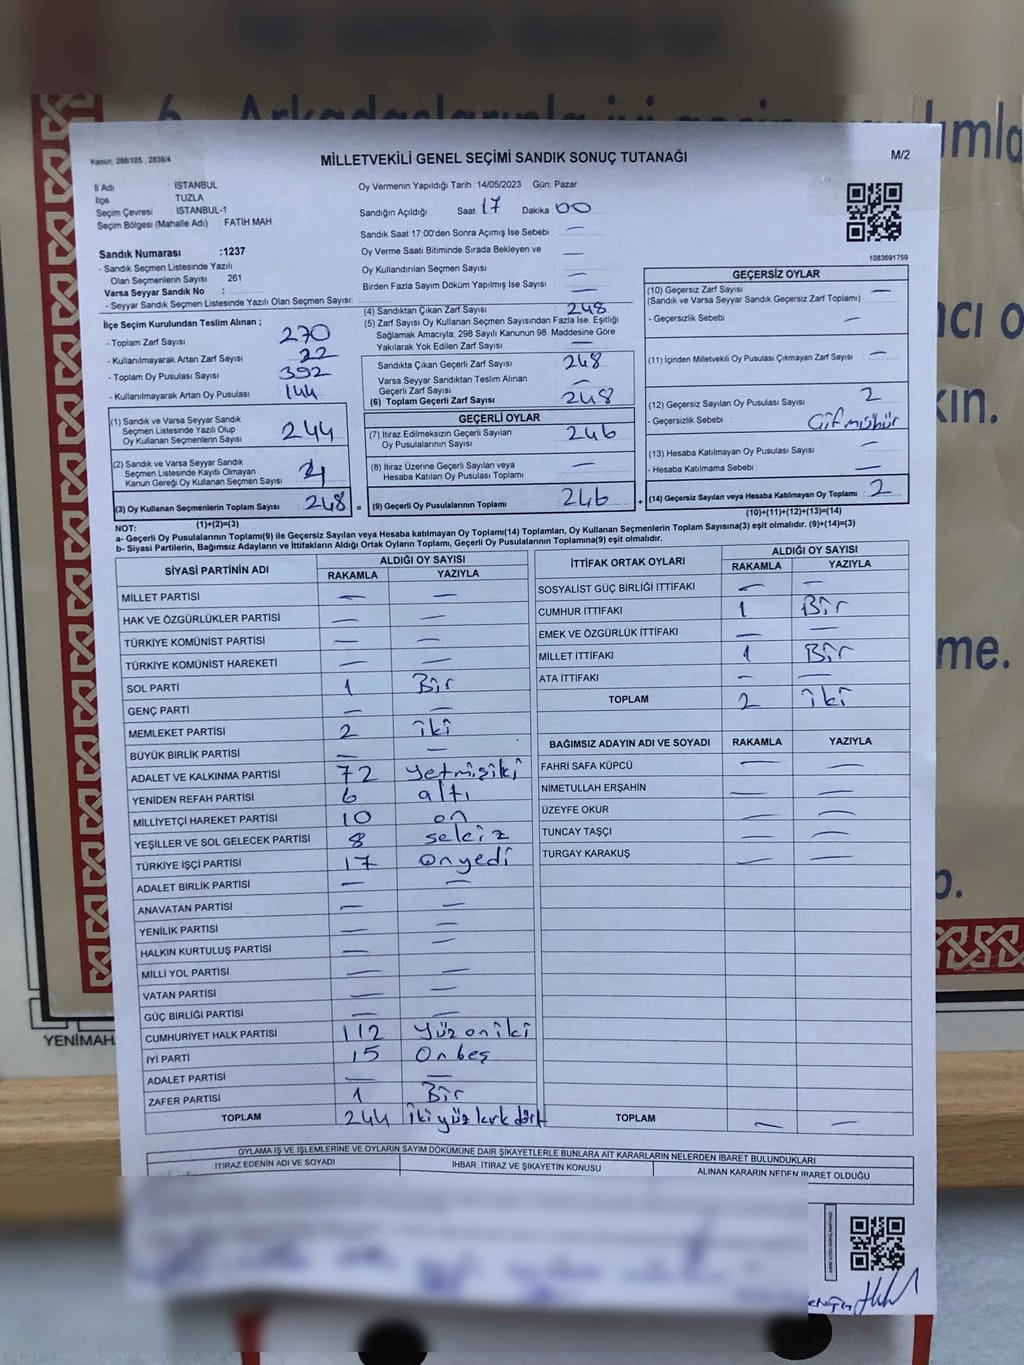 6. Arkadaşlarınla iyi geçin, yardımla
MİLLETVEKİLİ GENEL SEÇİMİ SANDIK SONUÇ TUTANAĞI
M/2
Kanun: 298/105 . 2839/4
İl Adı : İSTANBUL
İlçe : TUZLA
Seçim Çevresi : İSTANBUL-1
Seçim Bölgesi (Mahalle Adı) : FATİH MAH
Sandık Numarası :1237
- Sandık Seçmen Listesinde Yazılı
Olan Seçmenlerin Sayısı 261
Varsa Seyyar Sandık No :
- Seyyar Sandık Seçmen Listesinde Yazılı Olan Seçmen Sayısı:
Oy Vermenin Yapıldığı Tarih :14/05/2023 Gün: Pazar
Sandığın Açıldığı Saat 17 Dakika 00
Sandık Saat 17:00'den Sonra Açımış İse Sebebi —
Oy Verme Saati Bitiminde Sırada Bekleyen ve
Oy Kullandırılan Seçmen Sayısı —
Birden Fazla Sayım Döküm Yapılmış İse Sayısı —
1083691759
İlçe Seçim Kurulundan Teslim Alınan ;
- Toplam Zarf Sayısı 270
- Kullanılmayarak Artan Zarf Sayısı 22
- Toplam Oy Pusulası Sayısı 392
- Kullanılmayarak Artan Oy Pusulası 144
(1) Sandık ve Varsa Seyyar Sandık
Seçmen Listesinde Yazılı Olup
Oy Kullanan Seçmenlerin Sayısı 244
(2) Sandık ve Varsa Seyyar Sandık
Seçmen Listesinde Kayıtlı Olmayan
Kanun Gereği Oy Kullanan Seçmen Sayısı 4
(3) Oy Kullanan Seçmenlerin Toplam Sayısı 248 =
(1)+(2)=(3)
(4) Sandıktan Çıkan Zarf Sayısı 248
(5) Zarf Sayısı Oy Kullanan Seçmen Sayısından Fazla İse, Eşitliği
Sağlamak Amacıyla, 298 Sayılı Kanunun 98. Maddesine Göre
Yakılarak Yok Edilen Zarf Sayısı —
Sandıkta Çıkan Geçerli Zarf Sayısı 248
Varsa Seyyar Sandıktan Teslim Alınan
Geçerli Zarf Sayısı —
(6) Toplam Geçerli Zarf Sayısı 248
GEÇERLİ OYLAR
(7) İtiraz Edilmeksizin Geçerli Sayılan
Oy Pusulalarının Sayısı 246
(8) İtiraz Üzerine Geçerli Sayılan veya
Hesaba Katılan Oy Pusulası Toplamı —
(9) Geçerli Oy Pusulalarının Toplamı 246 +
GEÇERSİZ OYLAR
(10) Geçersiz Zarf Sayısı —
(Sandık ve Varsa Seyyar Sandık Geçersiz Zarf Toplamı)
- Geçersizlik Sebebi —
(11) İçinden Milletvekili Oy Pusulası Çıkmayan Zarf Sayısı —
(12) Geçersiz Sayılan Oy Pusulası Sayısı 2
- Geçersizlik Sebebi Çiftmühür
(13) Hesaba Katılmayan Oy Pusulası Sayısı —
- Hesaba Katılmama Sebebi : —
(14) Geçersiz Sayılan veya Hesaba Katılmayan Oy Toplamı 2
(10)+(11)+(12)+(13)=(14)
NOT:
a- Geçerli Oy Pusulalarının Toplamı(9) ile Geçersiz Sayılan veya Hesaba katılmayan Oy Toplamı(14) Toplamları, Oy Kullanan Seçmenlerin Toplam Sayısına(3) eşit olmalıdır. (9)+(14)=(3)
b- Siyasi Partilerin, Bağımsız Adayların ve İttifakların Aldığı Ortak Oyların Toplamı, Geçerli Oy Pusulalarının Toplamına(9) eşit olmalıdır.
SİYASİ PARTİNİN ADI ALDIĞI OY SAYISI
RAKAMLA YAZIYLA
MİLLET PARTİSİ — —
HAK VE ÖZGÜRLÜKLER PARTİSİ — —
TÜRKİYE KOMÜNİST PARTİSİ — —
TÜRKİYE KOMÜNİST HAREKETİ — —
SOL PARTİ 1 Bir
GENÇ PARTİ — —
MEMLEKET PARTİSİ 2 iki
BÜYÜK BİRLİK PARTİSİ — —
ADALET VE KALKINMA PARTİSİ 72 yetmişiki
YENİDEN REFAH PARTİSİ 6 altı
MİLLİYETÇİ HAREKET PARTİSİ 10 on
YEŞİLLER VE SOL GELECEK PARTİSİ 8 sekiz
TÜRKİYE İŞÇİ PARTİSİ 17 onyedi
ADALET BİRLİK PARTİSİ — —
ANAVATAN PARTİSİ — —
YENİLİK PARTİSİ — —
HALKIN KURTULUŞ PARTİSİ — —
MİLLİ YOL PARTİSİ — —
VATAN PARTİSİ — —
GÜÇ BİRLİĞİ PARTİSİ — —
CUMHURİYET HALK PARTİSİ 112 yüz oniki
İYİ PARTİ 15 onbeş
ADALET PARTİSİ — —
ZAFER PARTİSİ 1 Bir
TOPLAM 244 iki yüz kırk dört
İTTİFAK ORTAK OYLARI ALDIĞI OY SAYISI
RAKAMLA YAZIYLA
SOSYALİST GÜÇ BİRLİĞİ İTTİFAKI — —
CUMHUR İTTİFAKI 1 Bir
EMEK VE ÖZGÜRLÜK İTTİFAKI — —
MİLLET İTTİFAKI 1 Bir
ATA İTTİFAKI — —
TOPLAM 2 iki
BAĞIMSIZ ADAYIN ADI VE SOYADI RAKAMLA YAZIYLA
FAHRİ SAFA KÜPCÜ — —
NİMETULLAH ERŞAHİN — —
ÜZEYFE OKUR — —
TUNCAY TAŞÇI — —
TURGAY KARAKUŞ — —
TOPLAM — —
OYLAMA İŞ VE İŞLEMLERİNE VE OYLARIN SAYIM DÖKÜMÜNE DAİR ŞİKAYETLERLE BUNLARA AİT KARARLARIN NELERDEN İBARET BULUNDUKLARI
İTİRAZ EDENİN ADI VE SOYADI İHBAR, İTİRAZ VE ŞİKAYETİN KONUSU ALINAN KARARIN NEDEN İBARET OLDUĞU
ncı o
kın.
me.
p.
YENİMAH